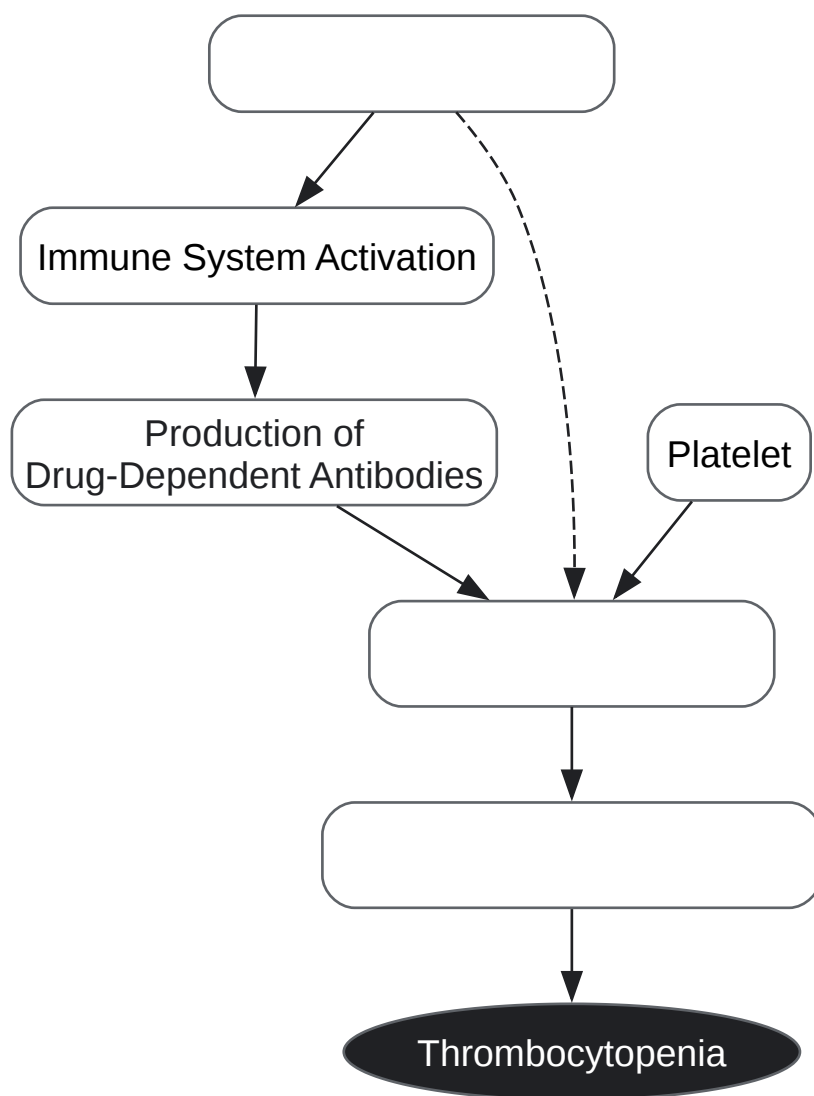 Immune System Activation
Production of
Drug-Dependent Antibodies
Platelet
Thrombocytopenia